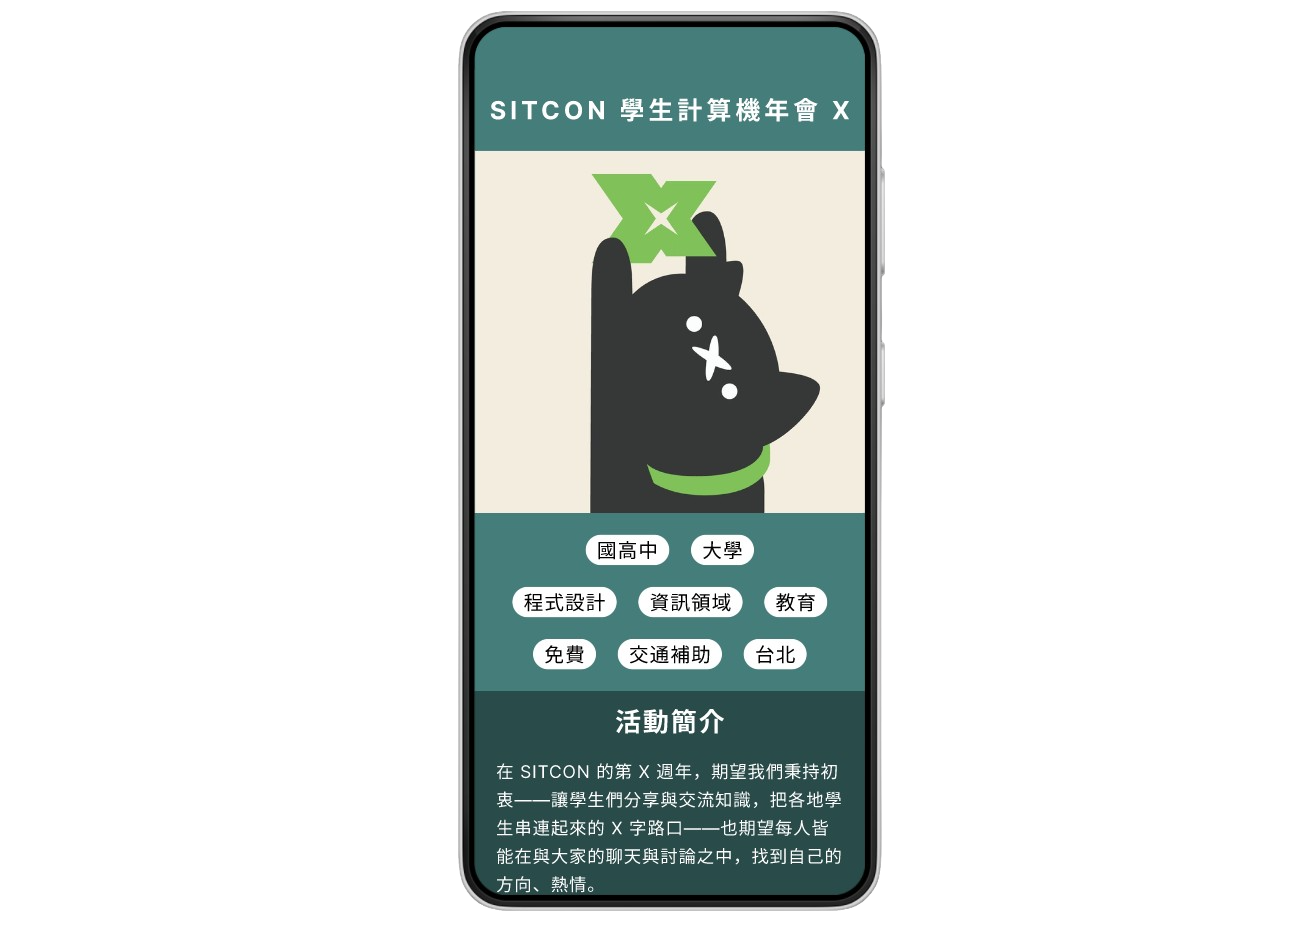 SITCON 學生計算機年會 X
X
國高中 大學
程式設計 資訊領域 教育
免費 交通補助 台北
活動簡介
在 SITCON 的第 X 週年，期望我們秉持初
衷——讓學生們分享與交流知識，把各地學
生串連起來的 X 字路口——也期望每人皆
能在與大家的聊天與討論之中，找到自己的
方向、熱情。